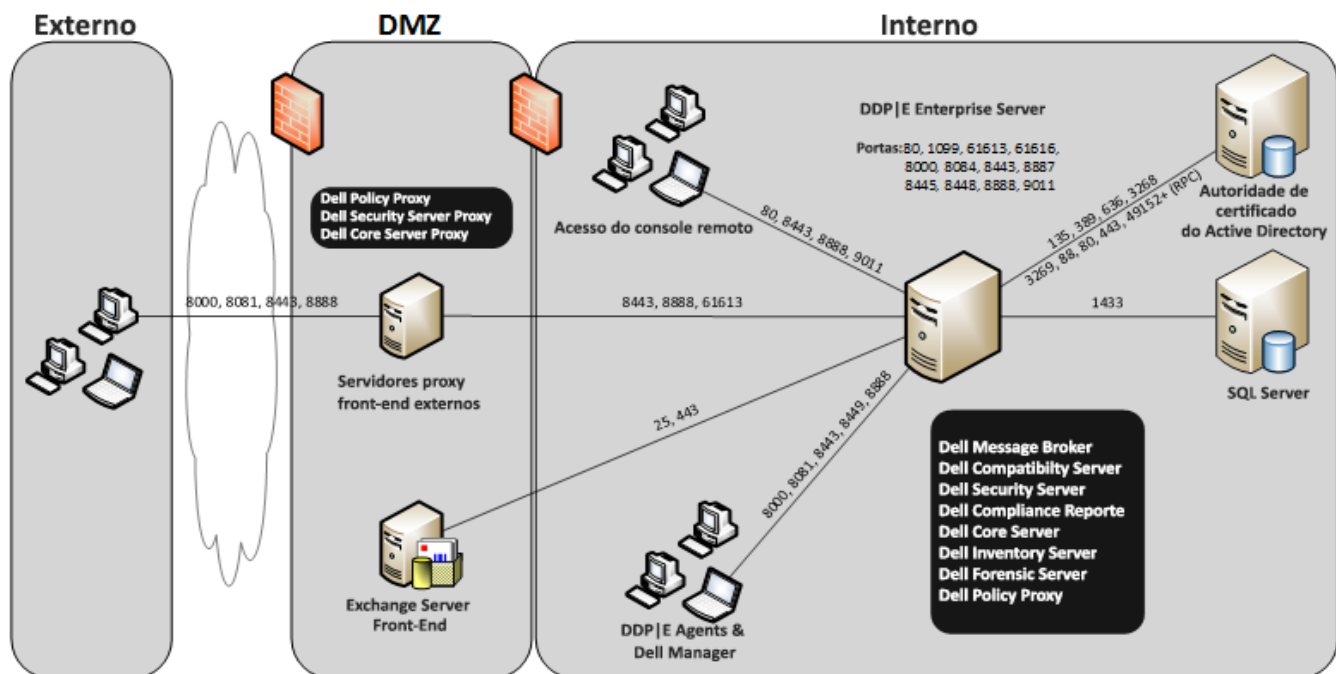 Externo
DMZ
Interno
DDP|E Enterprise Server
Portas:80, 1099, 61613, 61616,
8000, 8084, 8443, 8887
8445, 8448, 8888, 9011
Dell Policy Proxy
Dell Security Server Proxy
Dell Core Server Proxy
Acesso do console remoto
80, 8443, 8888, 9011
135, 389, 636, 3268
3269, 88, 80, 443, 49152+ (RPC)
Autoridade de
certificado
do Active Directory
8000, 8081, 8443, 8888
8443, 8888, 61613
1433
Servidores proxy
front-end externos
SQL Server
25, 443
8000, 8081, 8443, 8449, 8888
Dell Message Broker
Dell Compatibilty Server
Dell Security Server
Dell Compliance Reporte
Dell Core Server
Dell Inventory Server
Dell Forensic Server
Dell Policy Proxy
Exchange Server
Front-End
DDP|E Agents &
Dell Manager